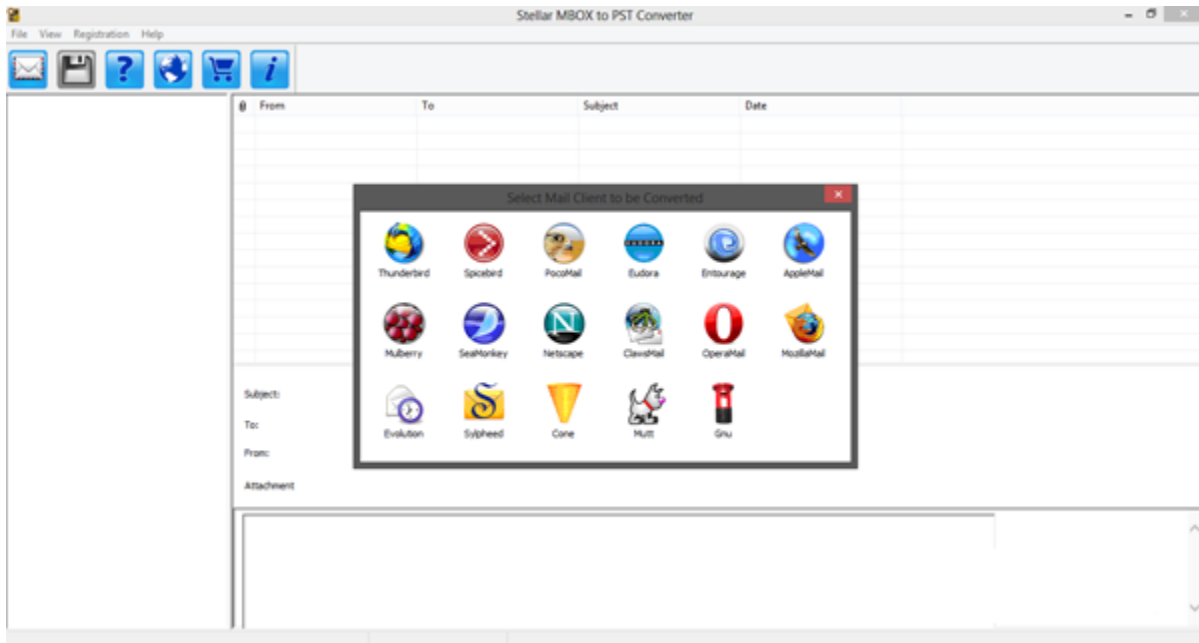 Stellar MBOX to PST Converter
File View Registration Help
From To Subject Date
Select Mail Client to be Converted
Thunderbird Spicebird PocoMail Eudora Entourage AppleMail
Mulberry SeaMonkey Netscape ClawsMail OperaMail MozillaMail
Evolution Sylpheed Cone Mutt Gnu
Subject:
To:
From:
Attachment